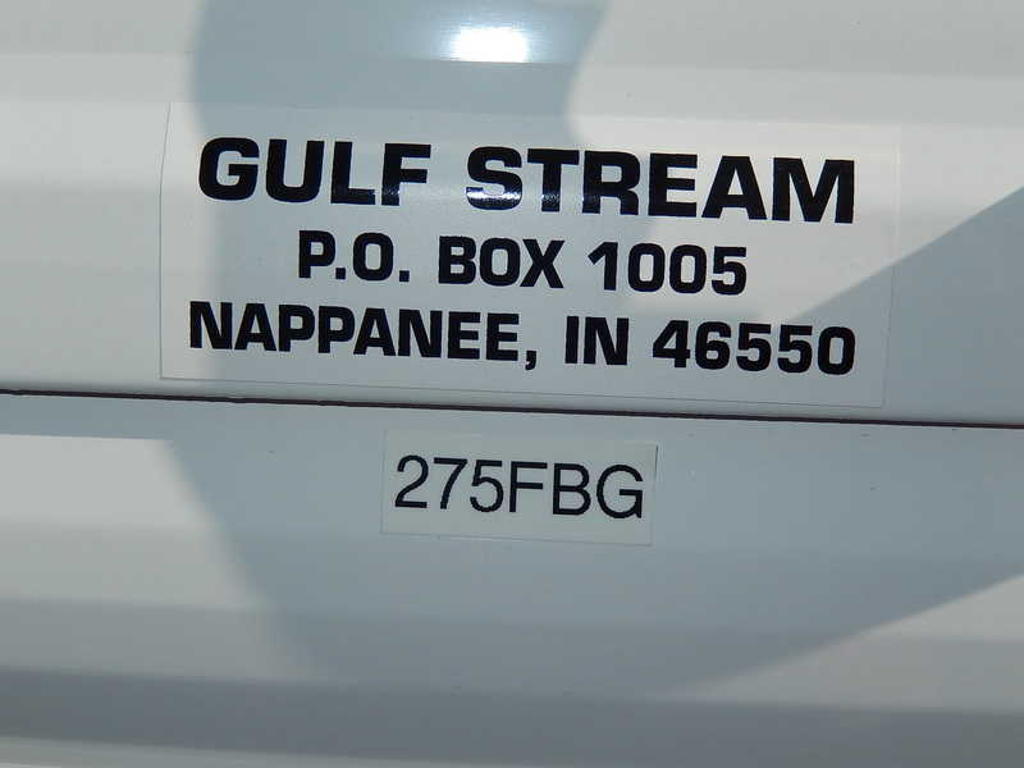 GULF STREAM
P.O. BOX 1005
NAPPANEE, IN 46550
275FBG